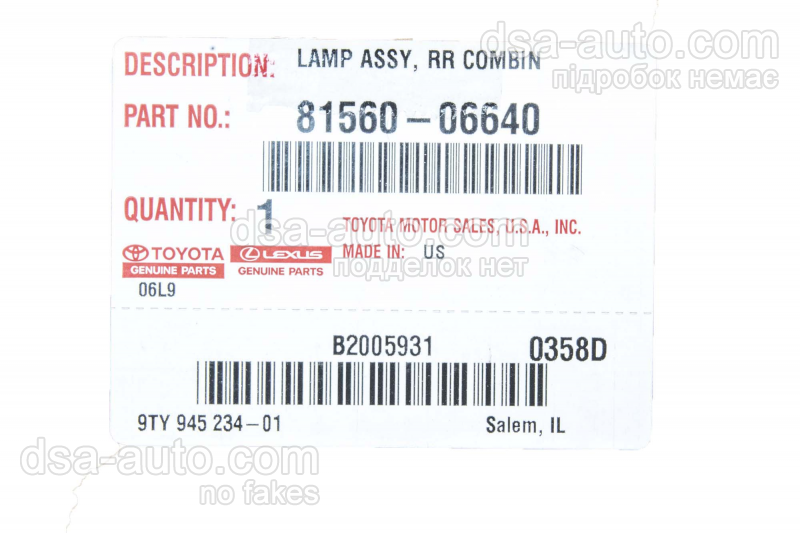 dsa-auto.com
підробок немає
DESCRIPTION: LAMP ASSY, RR COMBIN
PART NO.: 81560-06640
QUANTITY: 1
TOYOTA MOTOR SALES, U.S.A., INC.
dsa-auto.com
TOYOTA LEXUS MADE IN: US
GENUINE PARTS GENUINE PARTS
подделок нет
06L9
B2005931 0358D
9TY 945 234-01 Salem, IL
dsa-auto.com
no fakes